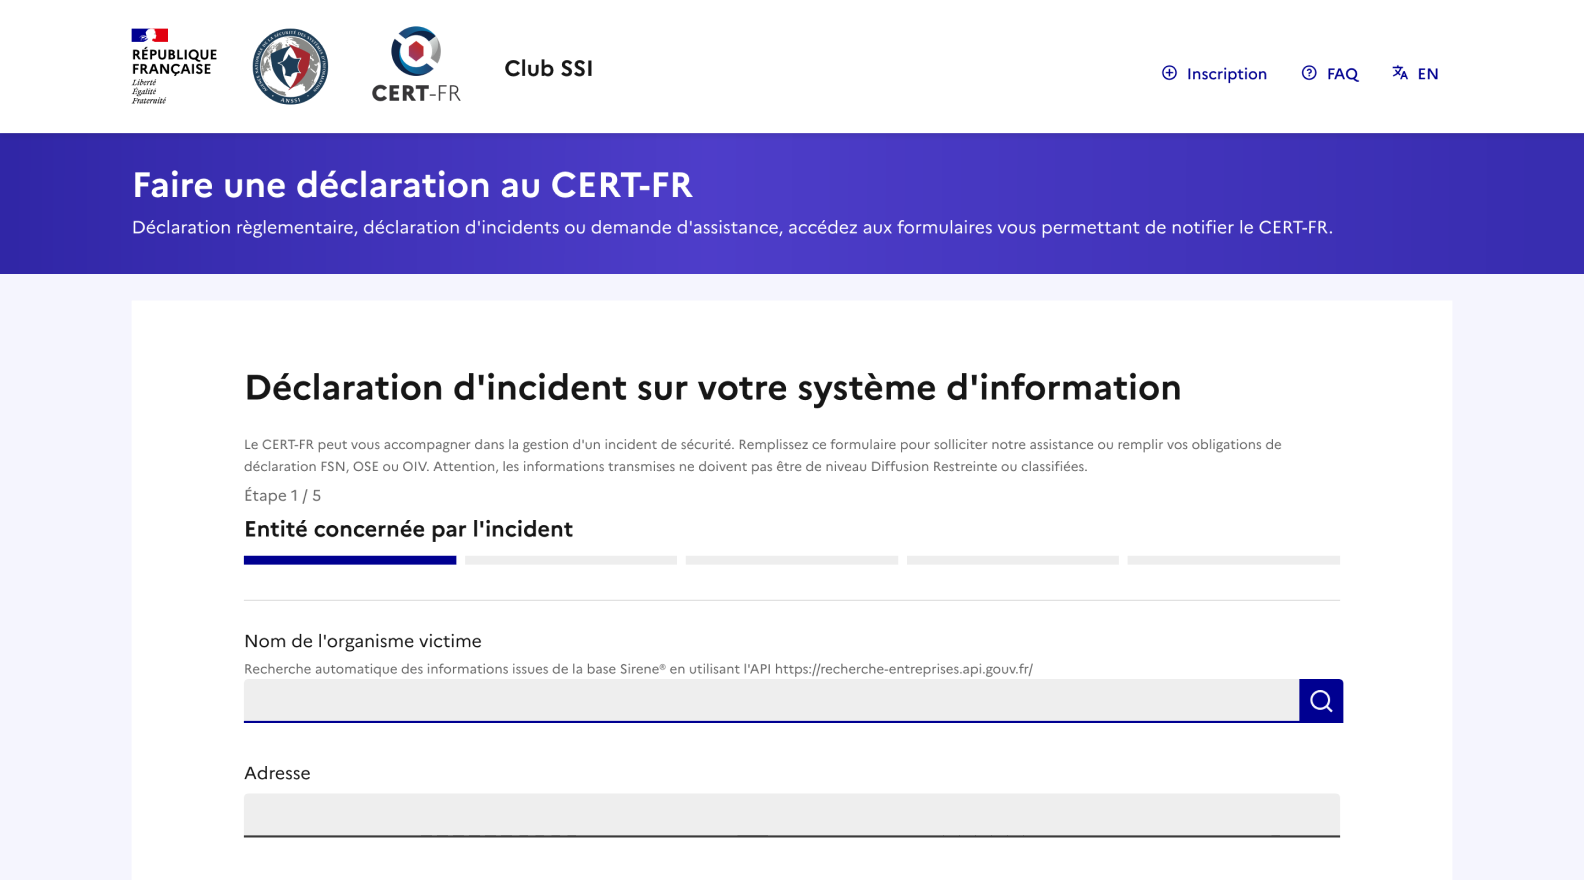 RÉPUBLIQUE
FRANÇAISE
Liberté
Égalité
Fraternité
ANSSI
CERT-FR
Club SSI
Inscription
FAQ
EN
Faire une déclaration au CERT-FR
Déclaration règlementaire, déclaration d'incidents ou demande d'assistance, accédez aux formulaires vous permettant de notifier le CERT-FR.
Déclaration d'incident sur votre système d'information
Le CERT-FR peut vous accompagner dans la gestion d'un incident de sécurité. Remplissez ce formulaire pour solliciter notre assistance ou remplir vos obligations de
déclaration FSN, OSE ou OIV. Attention, les informations transmises ne doivent pas être de niveau Diffusion Restreinte ou classifiées.
Étape 1 / 5
Entité concernée par l'incident
Nom de l'organisme victime
Recherche automatique des informations issues de la base Sirene® en utilisant l'API https://recherche-entreprises.api.gouv.fr/
Adresse